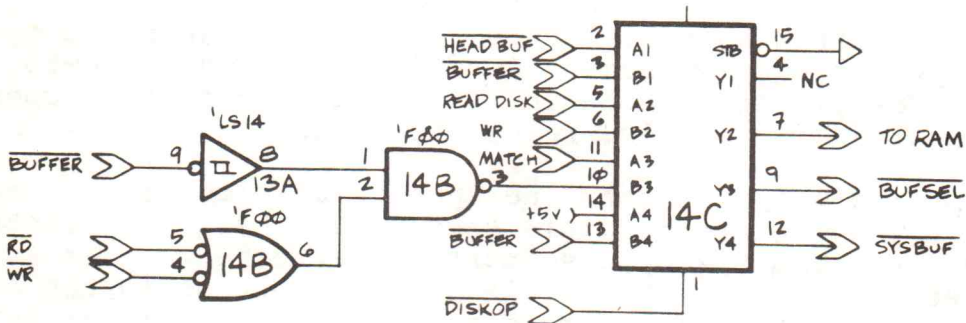 HEAD BUF 2 A1 STB 15
BUFFER 3 B1 Y1 4 NC
READ DISK 5 A2
WR 6 B2 Y2 7 TO RAM
MATCH 11 A3
10 B3 Y3 9 BUFSEL
+5V 14 A4 14C
BUFFER 13 B4 Y4 12 SYSBUF
DISKOP 1
'LS14
BUFFER 9 8
13A
'F00
1
2 14B 3
'F00
RD 5
WR 4 14B 6